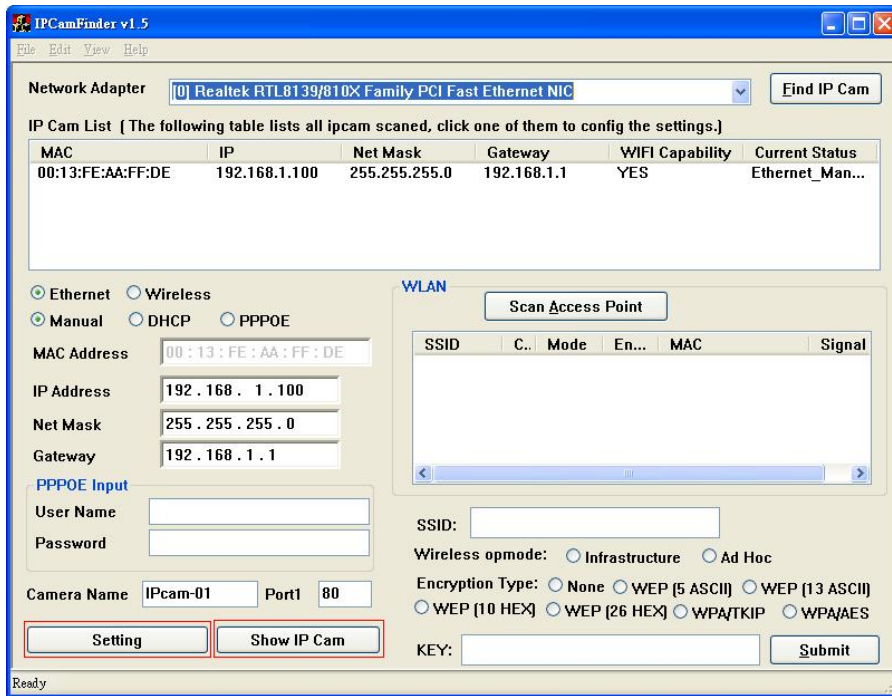 IPCamFinder v1.5
File Edit View Help
Network Adapter [0] Realtek RTL8139/810X Family PCI Fast Ethernet NIC Find IP Cam
IP Cam List ( The following table lists all ipcam scaned, click one of them to config the settings.)
MAC IP Net Mask Gateway WIFI Capability Current Status
00:13:FE:AA:FF:DE 192.168.1.100 255.255.255.0 192.168.1.1 YES Ethernet_Man...
Ethernet Wireless
Manual DHCP PPPOE
MAC Address 00 : 13 : FE : AA : FF : DE
IP Address 192 . 168 . 1 . 100
Net Mask 255 . 255 . 255 . 0
Gateway 192 . 168 . 1 . 1
PPPOE Input
User Name
Password
Camera Name IPcam-01 Port1 80
Setting Show IP Cam
WLAN
Scan Access Point
SSID C.. Mode En... MAC Signal
SSID:
Wireless opmode: Infrastructure Ad Hoc
Encryption Type: None WEP (5 ASCII) WEP (13 ASCII)
WEP (10 HEX) WEP (26 HEX) WPA/TKIP WPA/AES
KEY: Submit
Ready